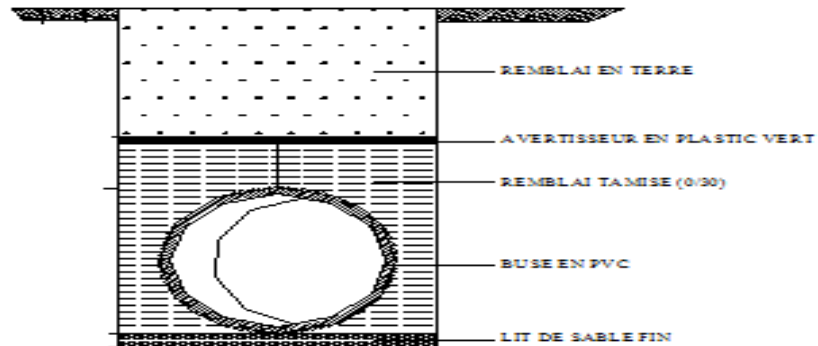 REMBLAI EN TERRE
AVERTISSEUR EN PLASTIC VERT
REMBLAI TAMISE (0/30)
BUSE EN PVC
LIT DE SABLE FIN